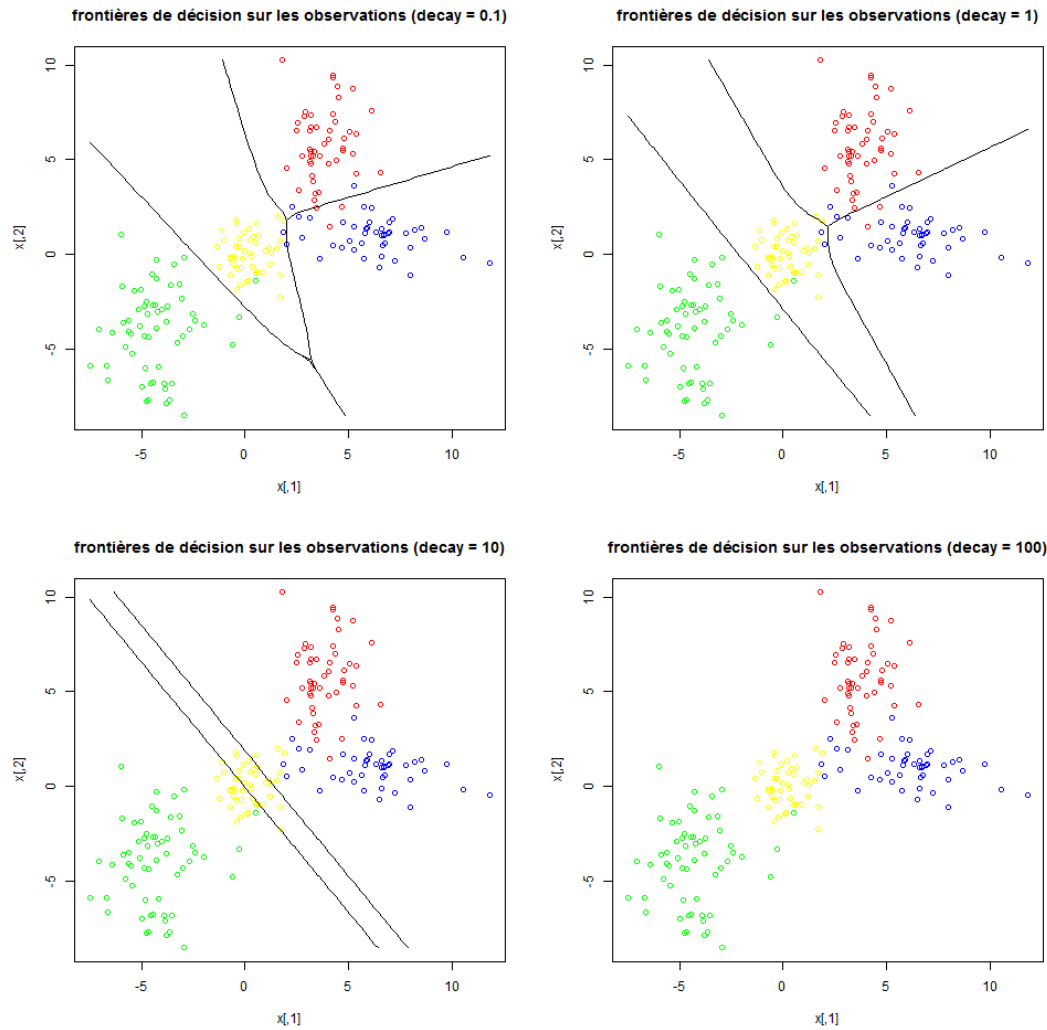 frontières de décision sur les observations (decay = 0.1)
10
5
0
-5
x[,2]
-5
0
5
10
x[,1]
frontières de décision sur les observations (decay = 1)
10
5
0
-5
x[,2]
-5
0
5
10
x[,1]
frontières de décision sur les observations (decay = 10)
10
5
0
-5
x[,2]
-5
0
5
10
x[,1]
frontières de décision sur les observations (decay = 100)
10
5
0
-5
x[,2]
-5
0
5
10
x[,1]